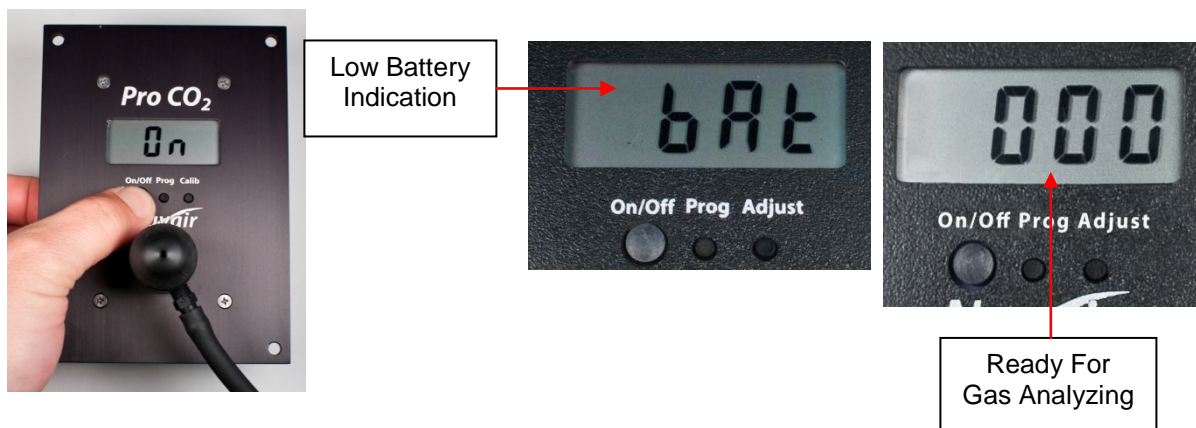 Pro CO2
On
On/Off Prog Calib
Low Battery
Indication
bAt
On/Off Prog Adjust
000
On/Off Prog Adjust
Ready For
Gas Analyzing